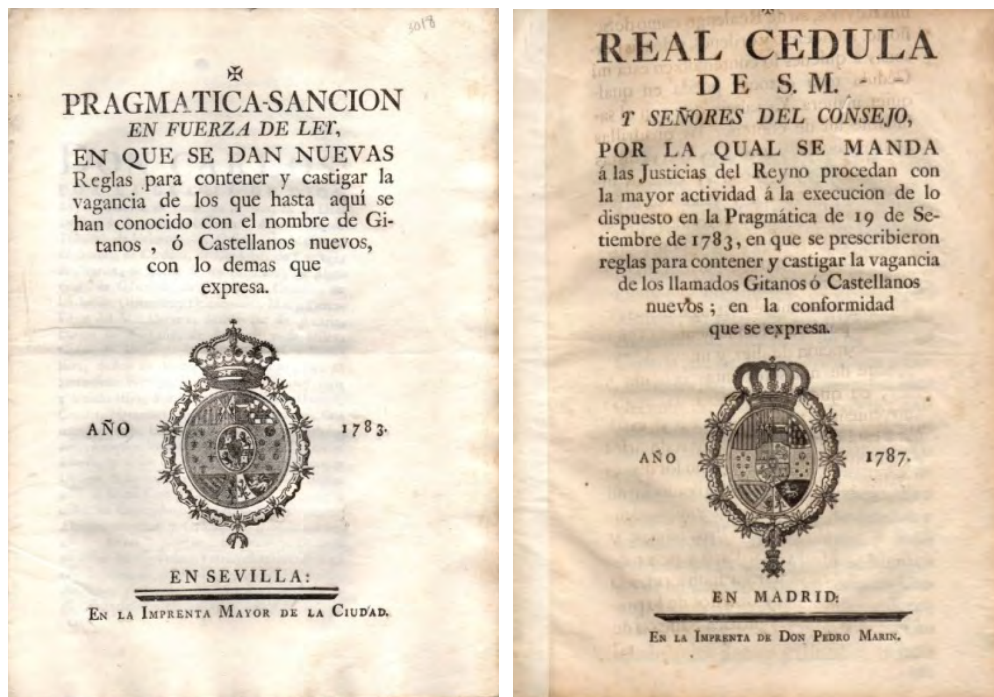 3018
✠
PRAGMATICA-SANCION
EN FUERZA DE LEY,
EN QUE SE DAN NUEVAS
Reglas para contener y castigar la
vagancia de los que hasta aquí se
han conocido con el nombre de Gi-
tanos , ó Castellanos nuevos,
con lo demas que
expresa.
AÑO 1783.
EN SEVILLA:
EN LA IMPRENTA MAYOR DE LA CIUDAD.
REAL CEDULA
DE S. M.
Y SEÑORES DEL CONSEJO,
POR LA QUAL SE MANDA
á las Justicias del Reyno procedan con
la mayor actividad á la execucion de lo
dispuesto en la Pragmática de 19 de Se-
tiembre de 1783, en que se prescribieron
reglas para contener y castigar la vagancia
de los llamados Gitanos ó Castellanos
nuevos ; en la conformidad
que se expresa.
AÑO 1787.
EN MADRID:
EN LA IMPRENTA DE DON PEDRO MARIN.